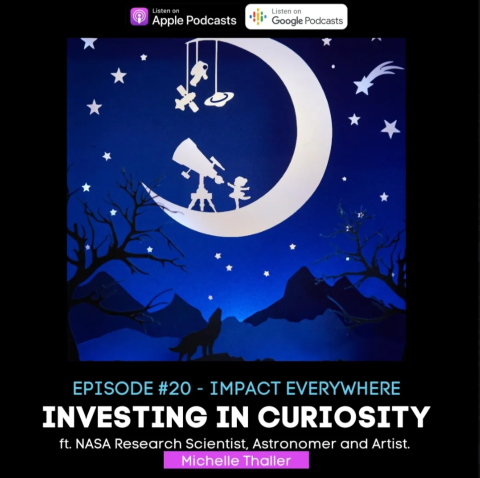 Listen on
Apple Podcasts
Listen on
Google Podcasts
EPISODE #20 - IMPACT EVERYWHERE
INVESTING IN CURIOSITY
ft. NASA Research Scientist, Astronomer and Artist.
Michelle Thaller